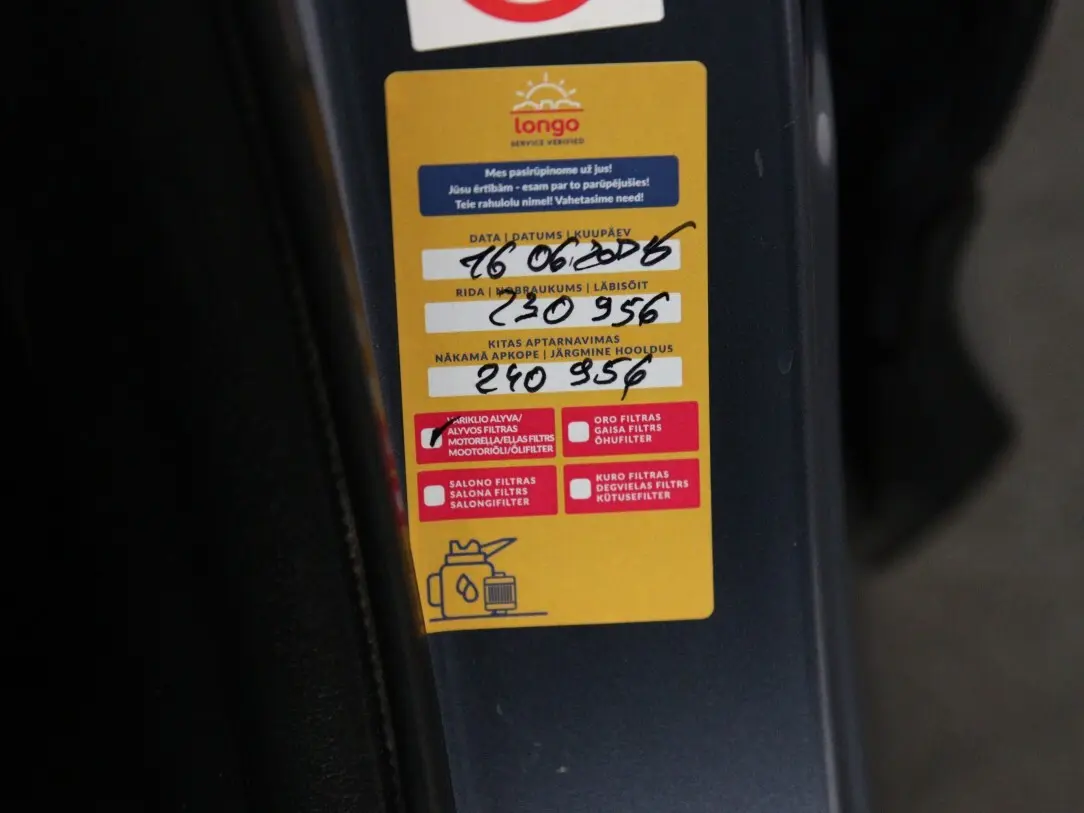 longo
SERVICE VERIFIED
Mes pasirūpinome už jus!
Jūsu ērtībām - esam par to parūpējušies!
Teie rahulolu nimel! Vahetasime need!
DATA | DATUMS | KUUPÄEV
16 06.
RIDA | NOBRAUKUMS | LÄBISÕIT
230 956
KITAS APTARNAVIMAS
NĀKAMĀ APKOPE | JÄRGMINE HOOLDUS
240 956
VARIKLIO ALYVA/
ALYVOS FILTRAS
MOTOREĻĻA/EĻĻAS FILTRS
MOOTORIÕLI/ÕLIFILTER
ORO FILTRAS
GAISA FILTRS
ÕHUFILTER
SALONO FILTRAS
SALONA FILTRS
SALONGIFILTER
KURO FILTRAS
DEGVIELAS FILTRS
KÜTUSEFILTER